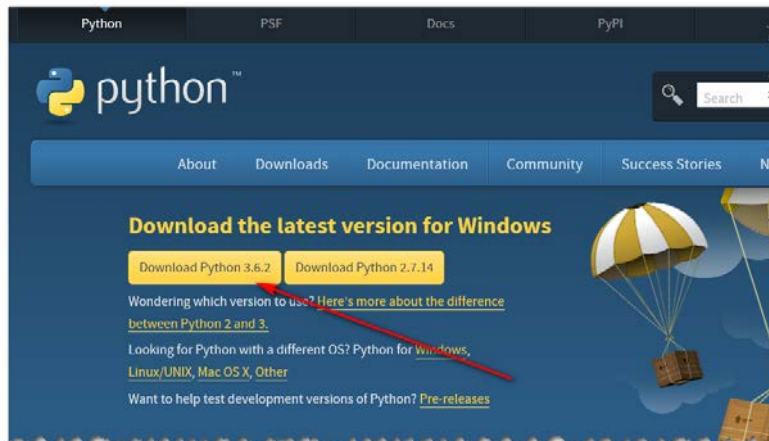 Python PSF Docs PyPI
python™
Search
About Downloads Documentation Community Success Stories N
Download the latest version for Windows
Download Python 3.6.2 Download Python 2.7.14
Wondering which version to use? Here's more about the difference
between Python 2 and 3.
Looking for Python with a different OS? Python for Windows,
Linux/UNIX, Mac OS X, Other
Want to help test development versions of Python? Pre-releases